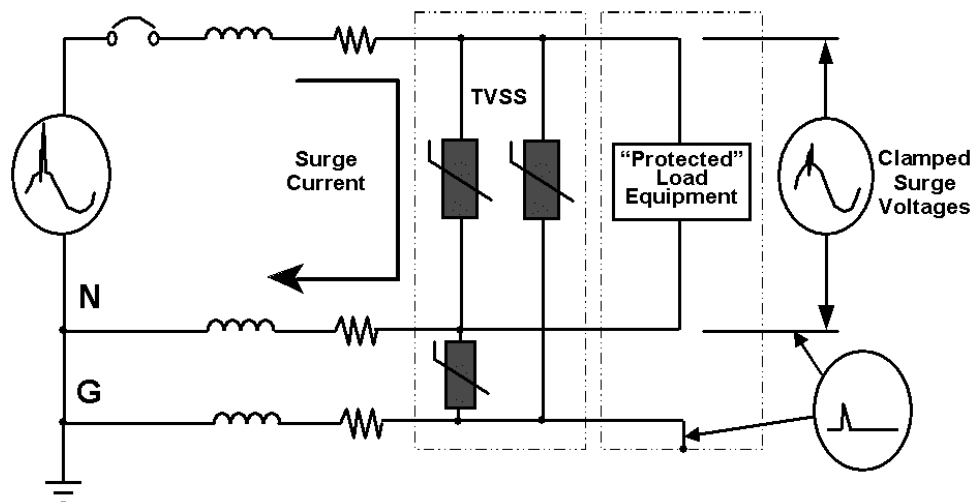 TVSS
Surge
Current
“Protected”
Load
Equipment
Clamped
Surge
Voltages
N
G